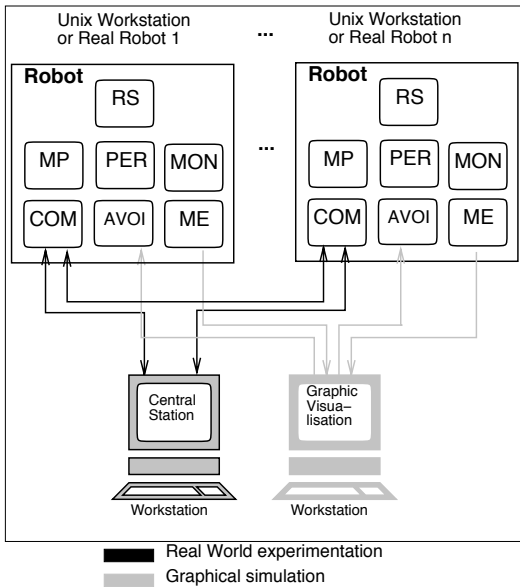 Unix Workstation
or Real Robot 1
...
Unix Workstation
or Real Robot n
Robot
RS
MP
PER
MON
COM
AVOI
ME
...
Robot
RS
MP
PER
MON
COM
AVOI
ME
Central
Station
Workstation
Graphic
Visua-
lisation
Workstation
Real World experimentation
Graphical simulation